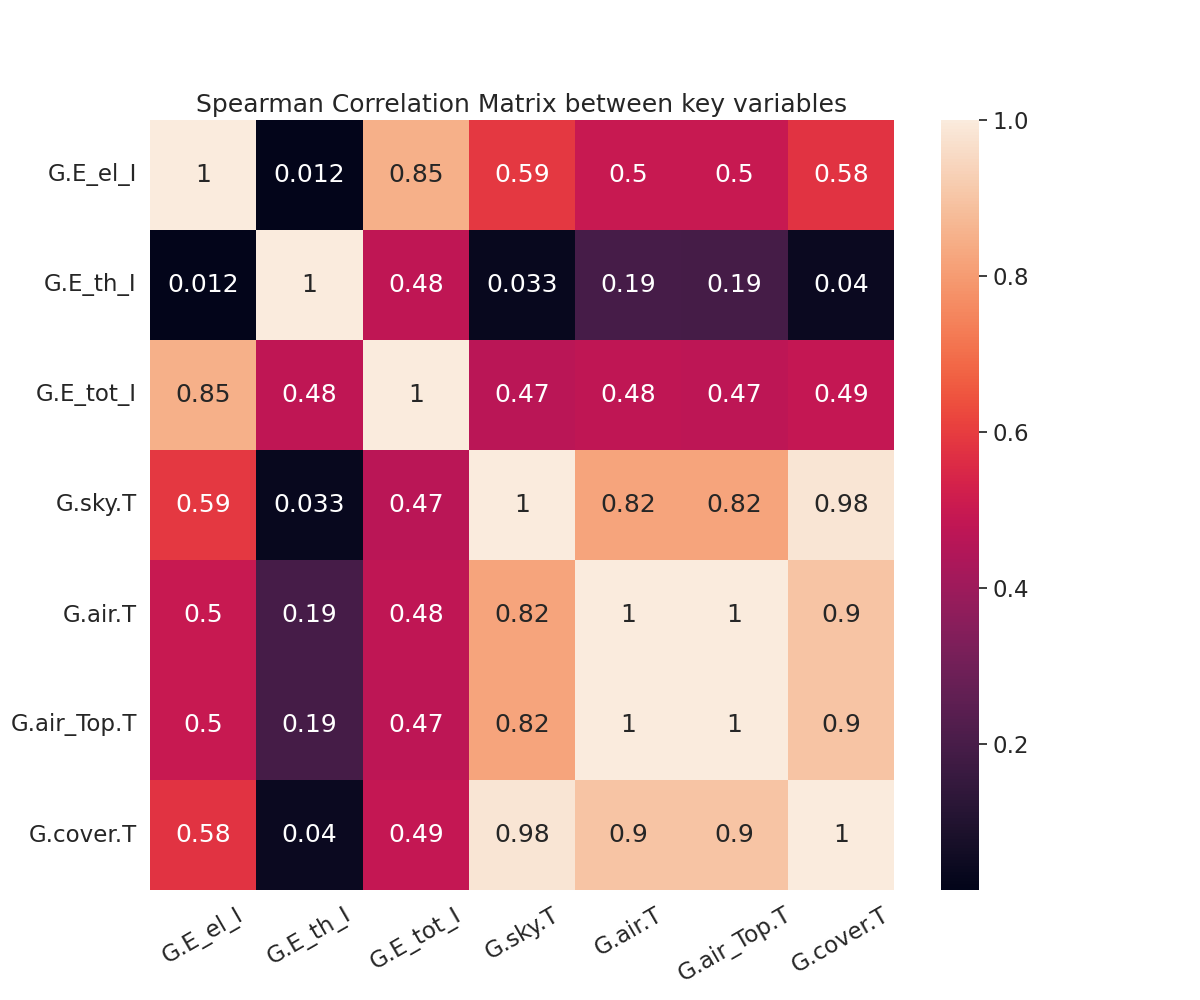 Spearman Correlation Matrix between key variables
G.E_el_I 1 0.012 0.85 0.59 0.5 0.5 0.58
G.E_th_I 0.012 1 0.48 0.033 0.19 0.19 0.04
G.E_tot_I 0.85 0.48 1 0.47 0.48 0.47 0.49
G.sky.T 0.59 0.033 0.47 1 0.82 0.82 0.98
G.air.T 0.5 0.19 0.48 0.82 1 1 0.9
G.air_Top.T 0.5 0.19 0.47 0.82 1 1 0.9
G.cover.T 0.58 0.04 0.49 0.98 0.9 0.9 1
G.E_el_I G.E_th_I G.E_tot_I G.sky.T G.air.T G.air_Top.T G.cover.T
1.0
0.8
0.6
0.4
0.2